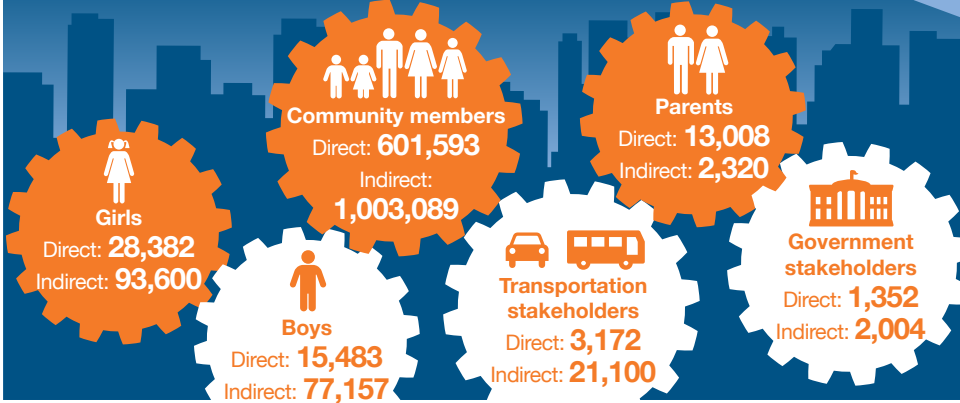 Community members
Direct: 601,593
Indirect:
1,003,089
Parents
Direct: 13,008
Indirect: 2,320
Girls
Direct: 28,382
Indirect: 93,600
Boys
Direct: 15,483
Indirect: 77,157
Transportation
stakeholders
Direct: 3,172
Indirect: 21,100
Government
stakeholders
Direct: 1,352
Indirect: 2,004